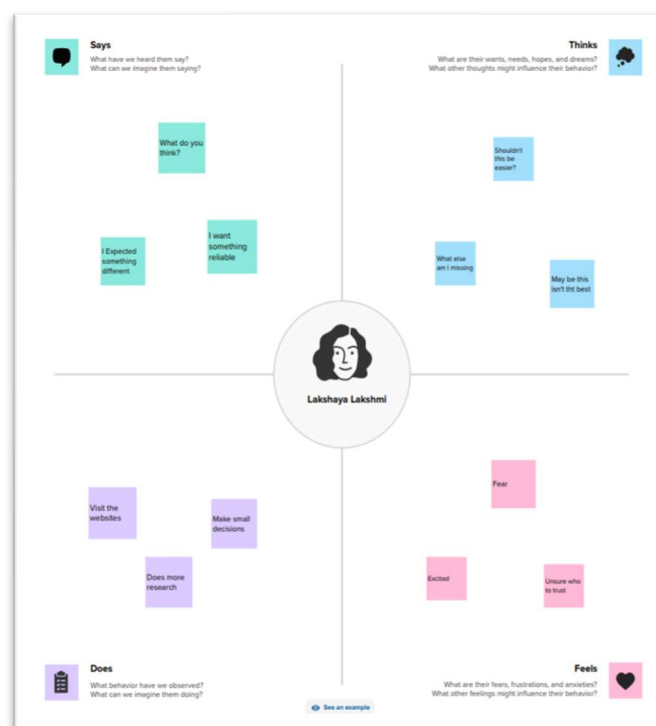 Says
What have we heard them say?
What can we imagine them saying?
Thinks
What are their wants, needs, hopes, and dreams?
What other thoughts might influence their behavior?
What do you
think?
I Expected
something
different
I want
something
reliable
Shouldn't
this be
easier?
What else
am I missing
May be this
isn't tht best
Lakshaya Lakshmi
Visit the
websites
Make small
decisions
Does more
research
Fear
Excited
Unsure who
to trust
Does
What behavior have we observed?
What can we imagine them doing?
Feels
What are their fears, frustrations, and anxieties?
What other feelings might influence their behavior?
See an example